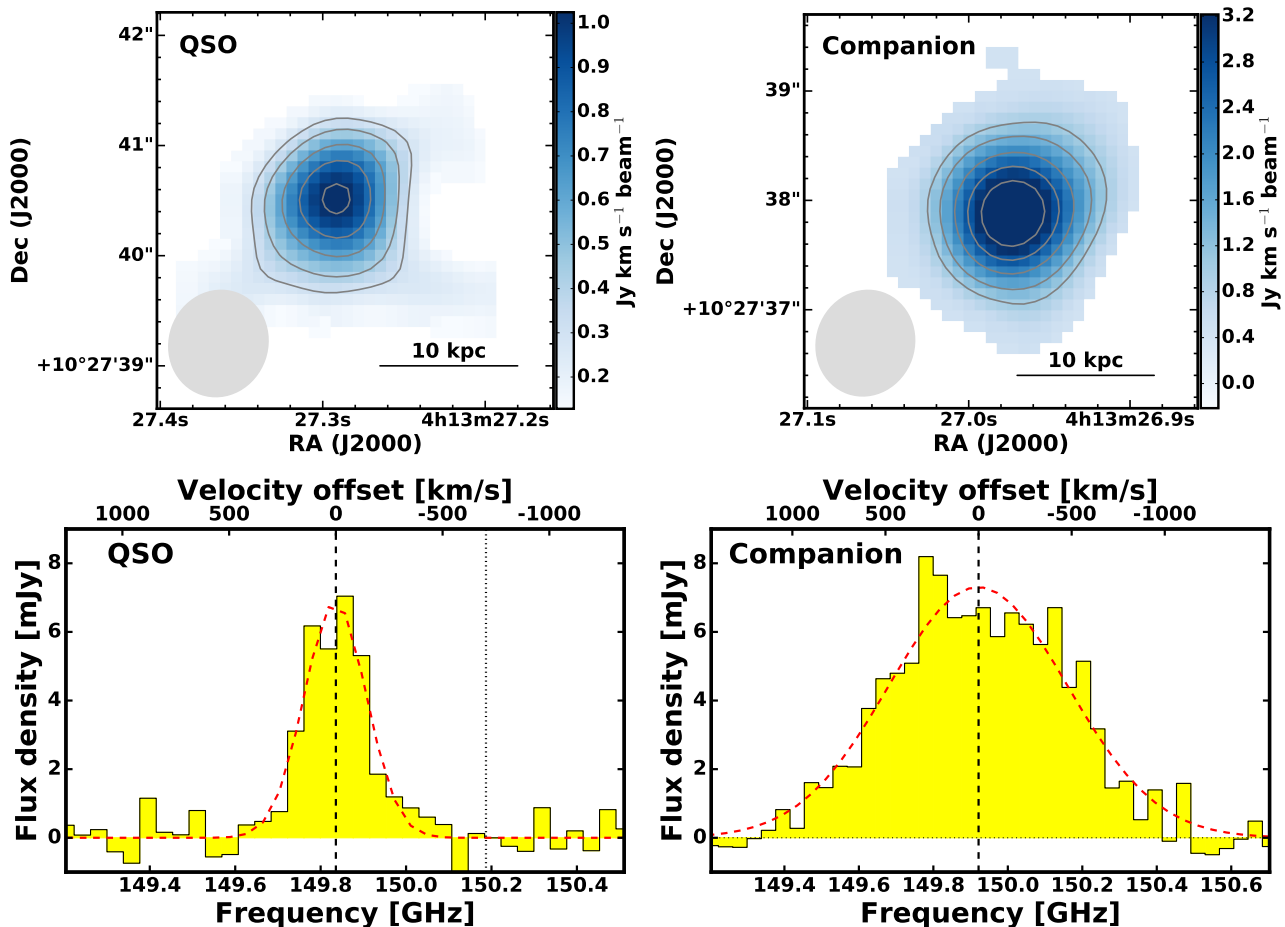 QSO
42"
41"
40"
+10°27'39"
Dec (J2000)
10 kpc
27.4s 27.3s 4h13m27.2s
RA (J2000)
1.0
0.9
0.8
0.7
0.6
0.5
0.4
0.3
0.2
Jy km s⁻¹ beam⁻¹
Companion
39"
38"
+10°27'37"
Dec (J2000)
10 kpc
27.1s 27.0s 4h13m26.9s
RA (J2000)
3.2
2.8
2.4
2.0
1.6
1.2
0.8
0.4
0.0
Jy km s⁻¹ beam⁻¹
Velocity offset [km/s]
1000 500 0 -500 -1000
QSO
8
6
4
2
0
Flux density [mJy]
149.4 149.6 149.8 150.0 150.2 150.4
Frequency [GHz]
Velocity offset [km/s]
1000 500 0 -500 -1000
Companion
8
6
4
2
0
Flux density [mJy]
149.4 149.6 149.8 150.0 150.2 150.4 150.6
Frequency [GHz]